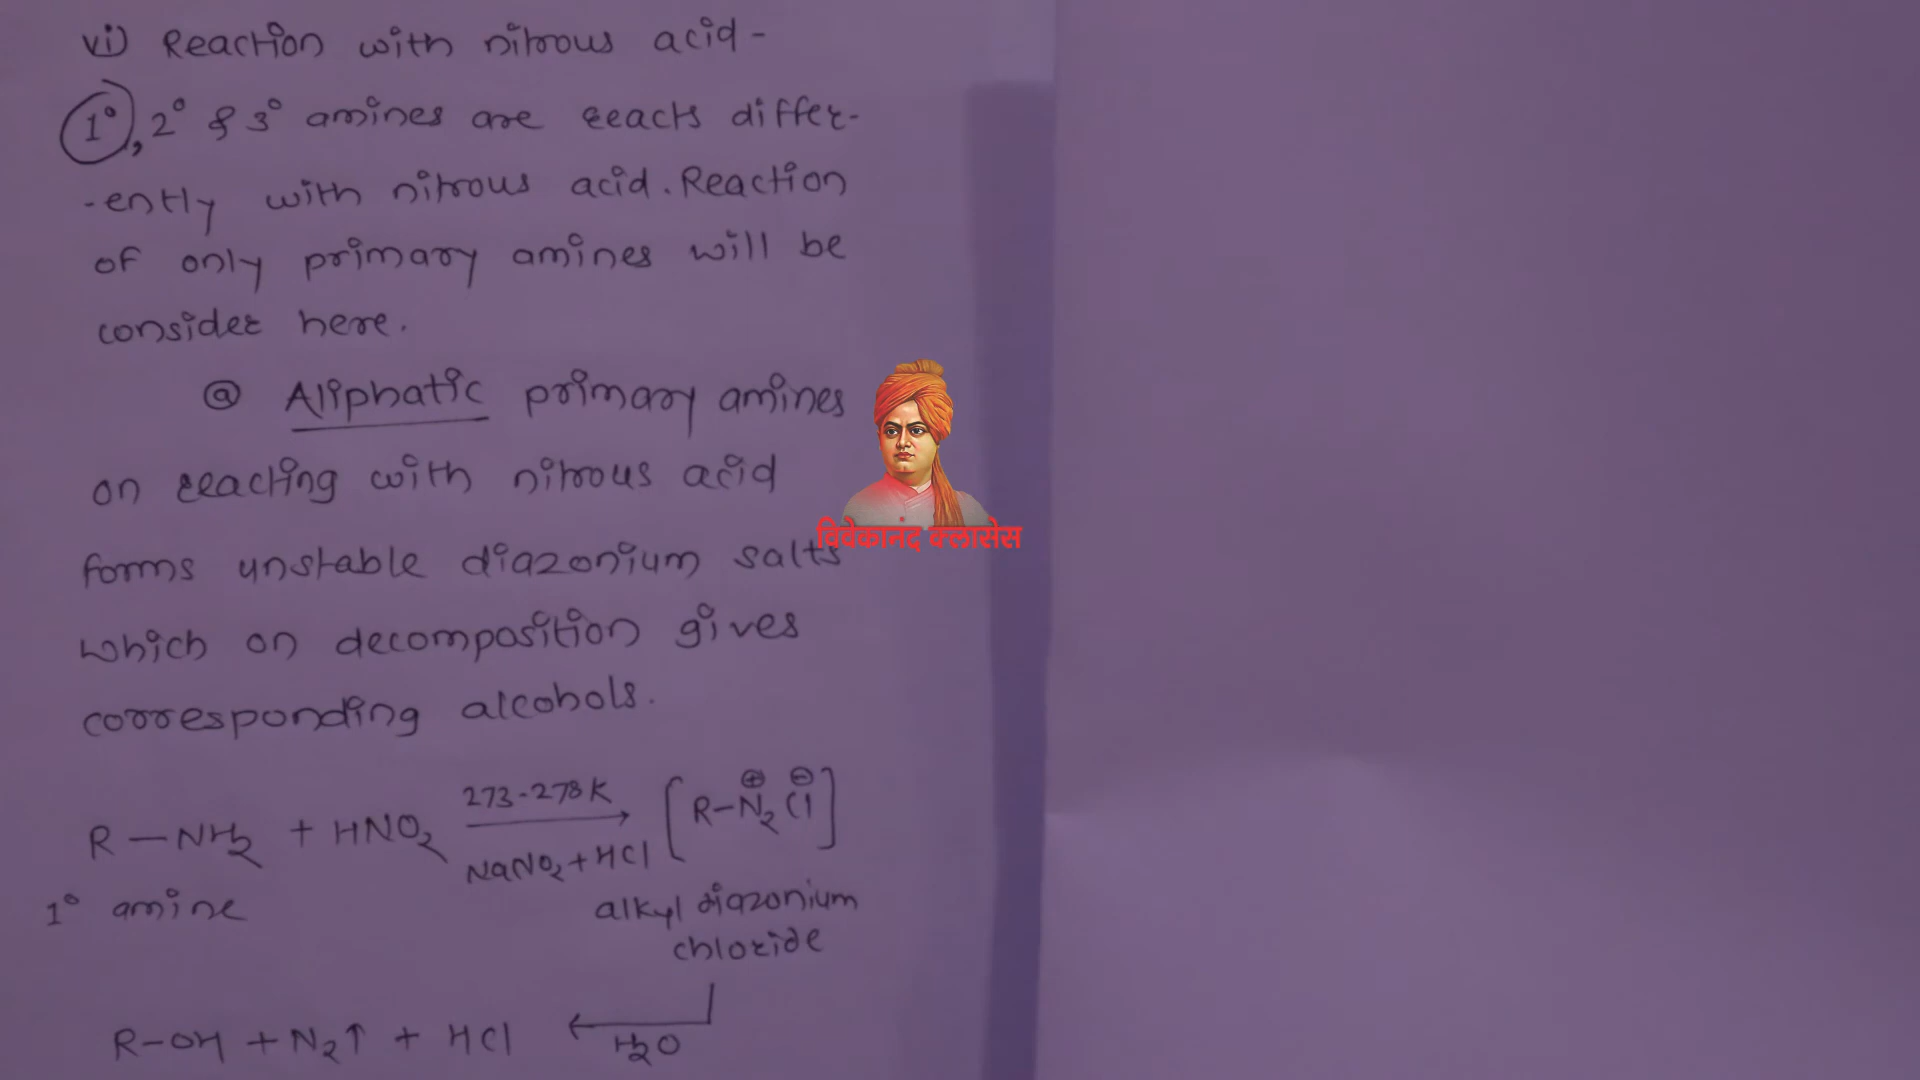 vi) Reaction with nitrous acid -
1°, 2° & 3° amines are reacts differ-
-ently with nitrous acid. Reaction
of only primary amines will be
consider here.
@ Aliphatic primary amines
on reacting with nitrous acid
विवेकानंद क्लासेस
forms unstable diazonium salts
which on decomposition gives
corresponding alcohols.
273-278K
R—NH₂ + HNO₂ ⟶ [R-N₂⊕ Cl⊖]
NaNO₂+HCl
1° amine alkyl diazonium
chloride
R-OH + N₂↑ + HCl ← H₂O